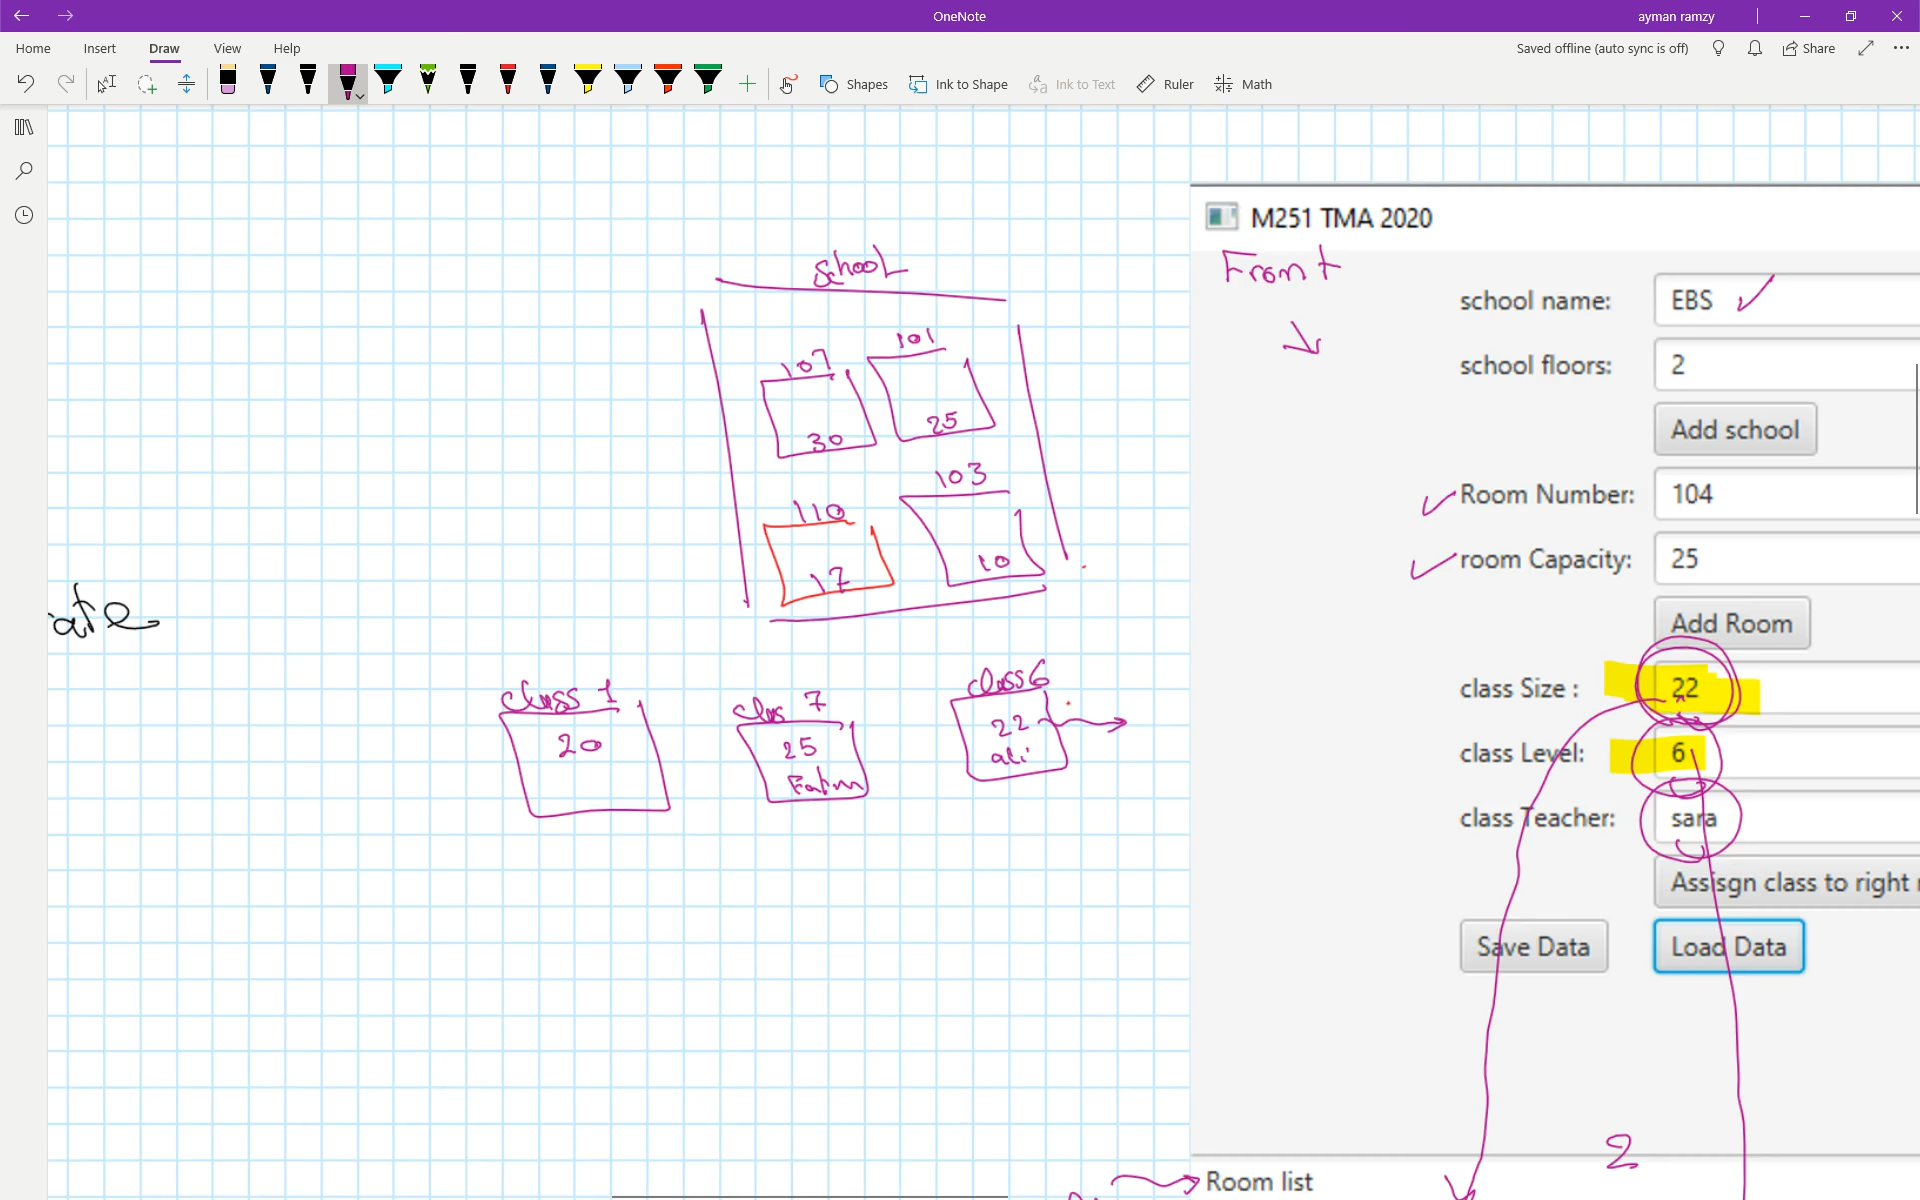 OneNote
ayman ramzy
Home Insert Draw View Help
Saved offline (auto sync is off) Share
Shapes Ink to Shape Ink to Text Ruler Math
M251 TMA 2020
Front
school name: EBS
school floors: 2
Add school
Room Number: 104
room Capacity: 25
Add Room
class Size : 22
class Level: 6
class Teacher: sara
Assisgn class to right
Save Data Load Data
2
Room list
School
107 101
30 25
110 103
17 10
ate
class 1
20
clas 7
25
Fatm
class 6
22
ali